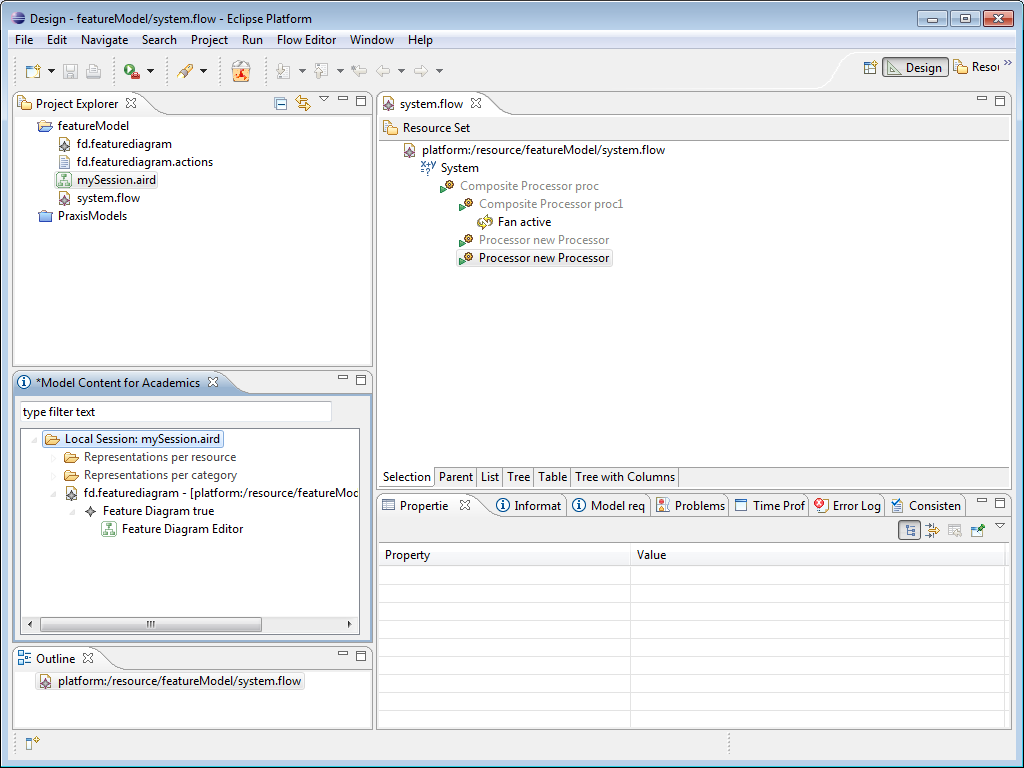 Design - featureModel/system.flow - Eclipse Platform
File Edit Navigate Search Project Run Flow Editor Window Help
Design Resou
Project Explorer
featureModel
fd.featurediagram
fd.featurediagram.actions
mySession.aird
system.flow
PraxisModels
*Model Content for Academics
type filter text
Local Session: mySession.aird
Representations per resource
Representations per category
fd.featurediagram - [platform:/resource/featureMoc
Feature Diagram true
Feature Diagram Editor
Outline
platform:/resource/featureModel/system.flow
system.flow
Resource Set
platform:/resource/featureModel/system.flow
System
Composite Processor proc
Composite Processor proc1
Fan active
Processor new Processor
Processor new Processor
Selection Parent List Tree Table Tree with Columns
Propertie Informat Model req Problems Time Prof Error Log Consisten
Property Value